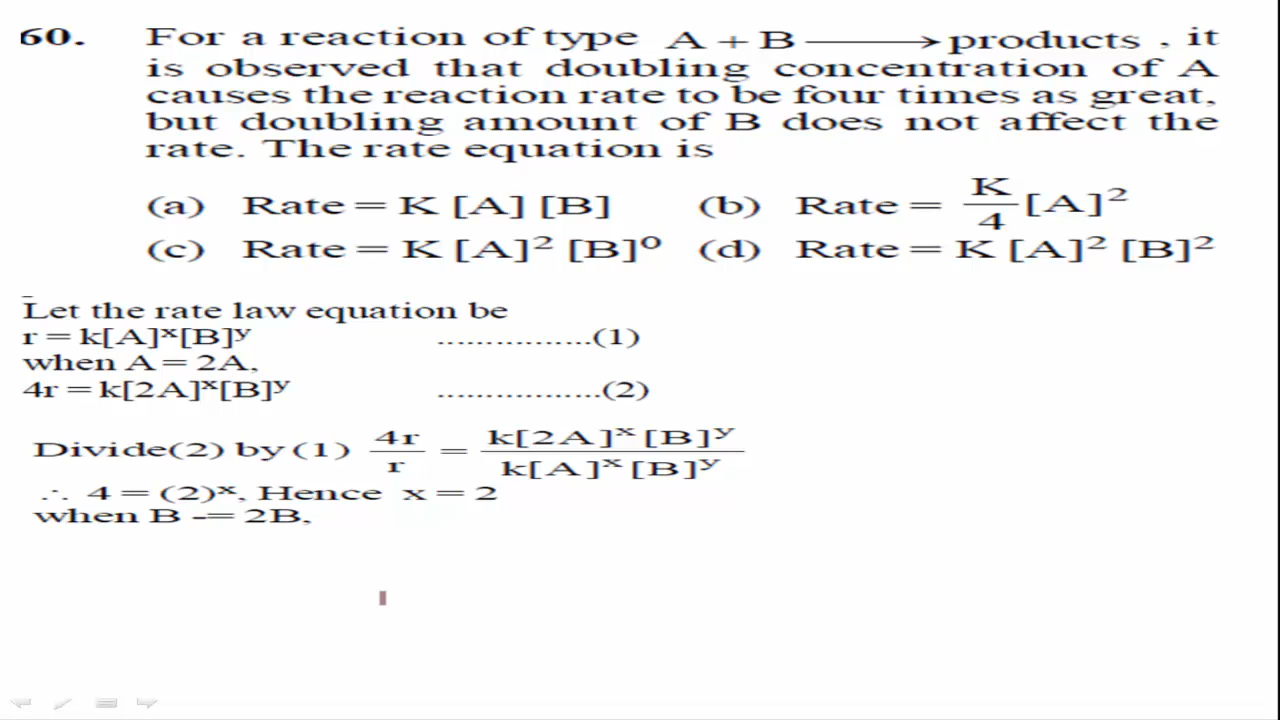 60. For a reaction of type A + B ⟶ products , it
is observed that doubling concentration of A
causes the reaction rate to be four times as great,
but doubling amount of B does not affect the
rate. The rate equation is
(a) Rate = K [A] [B] (b) Rate = K/4 [A]²
(c) Rate = K [A]² [B]⁰ (d) Rate = K [A]² [B]²
Let the rate law equation be
r = k[A]ˣ[B]ʸ ................(1)
when A = 2A,
4r = k[2A]ˣ[B]ʸ .................(2)
Divide(2) by (1) 4r/r = k[2A]ˣ [B]ʸ / k[A]ˣ [B]ʸ
∴ 4 = (2)ˣ, Hence x = 2
when B -= 2B,